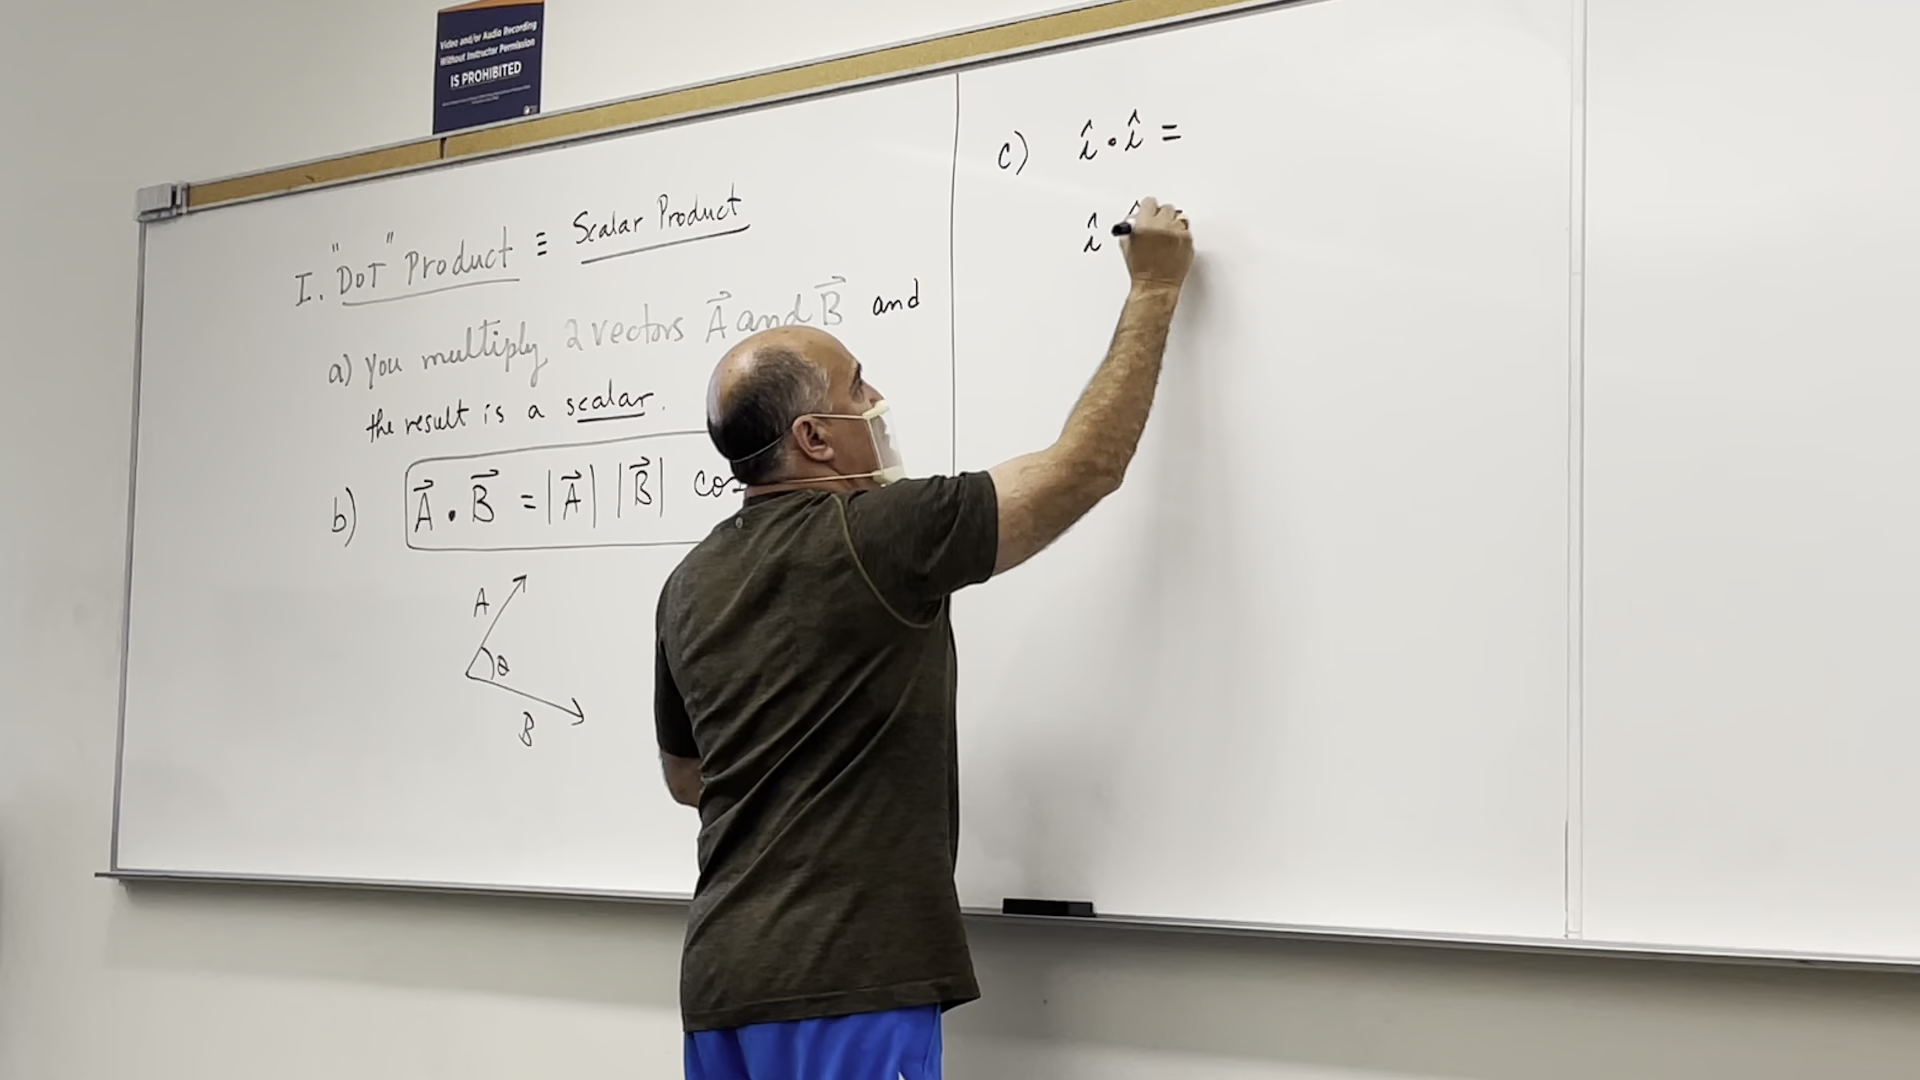 Video and/or Audio Recording
Without Instructor Permission
IS PROHIBITED
I. "DOT" Product ≡ Scalar Product
a) You multiply 2 vectors A⃗ and B⃗ and
the result is a scalar.
b) A⃗ · B⃗ = |A⃗| |B⃗| cos
A
θ
B
c) î · î =
î